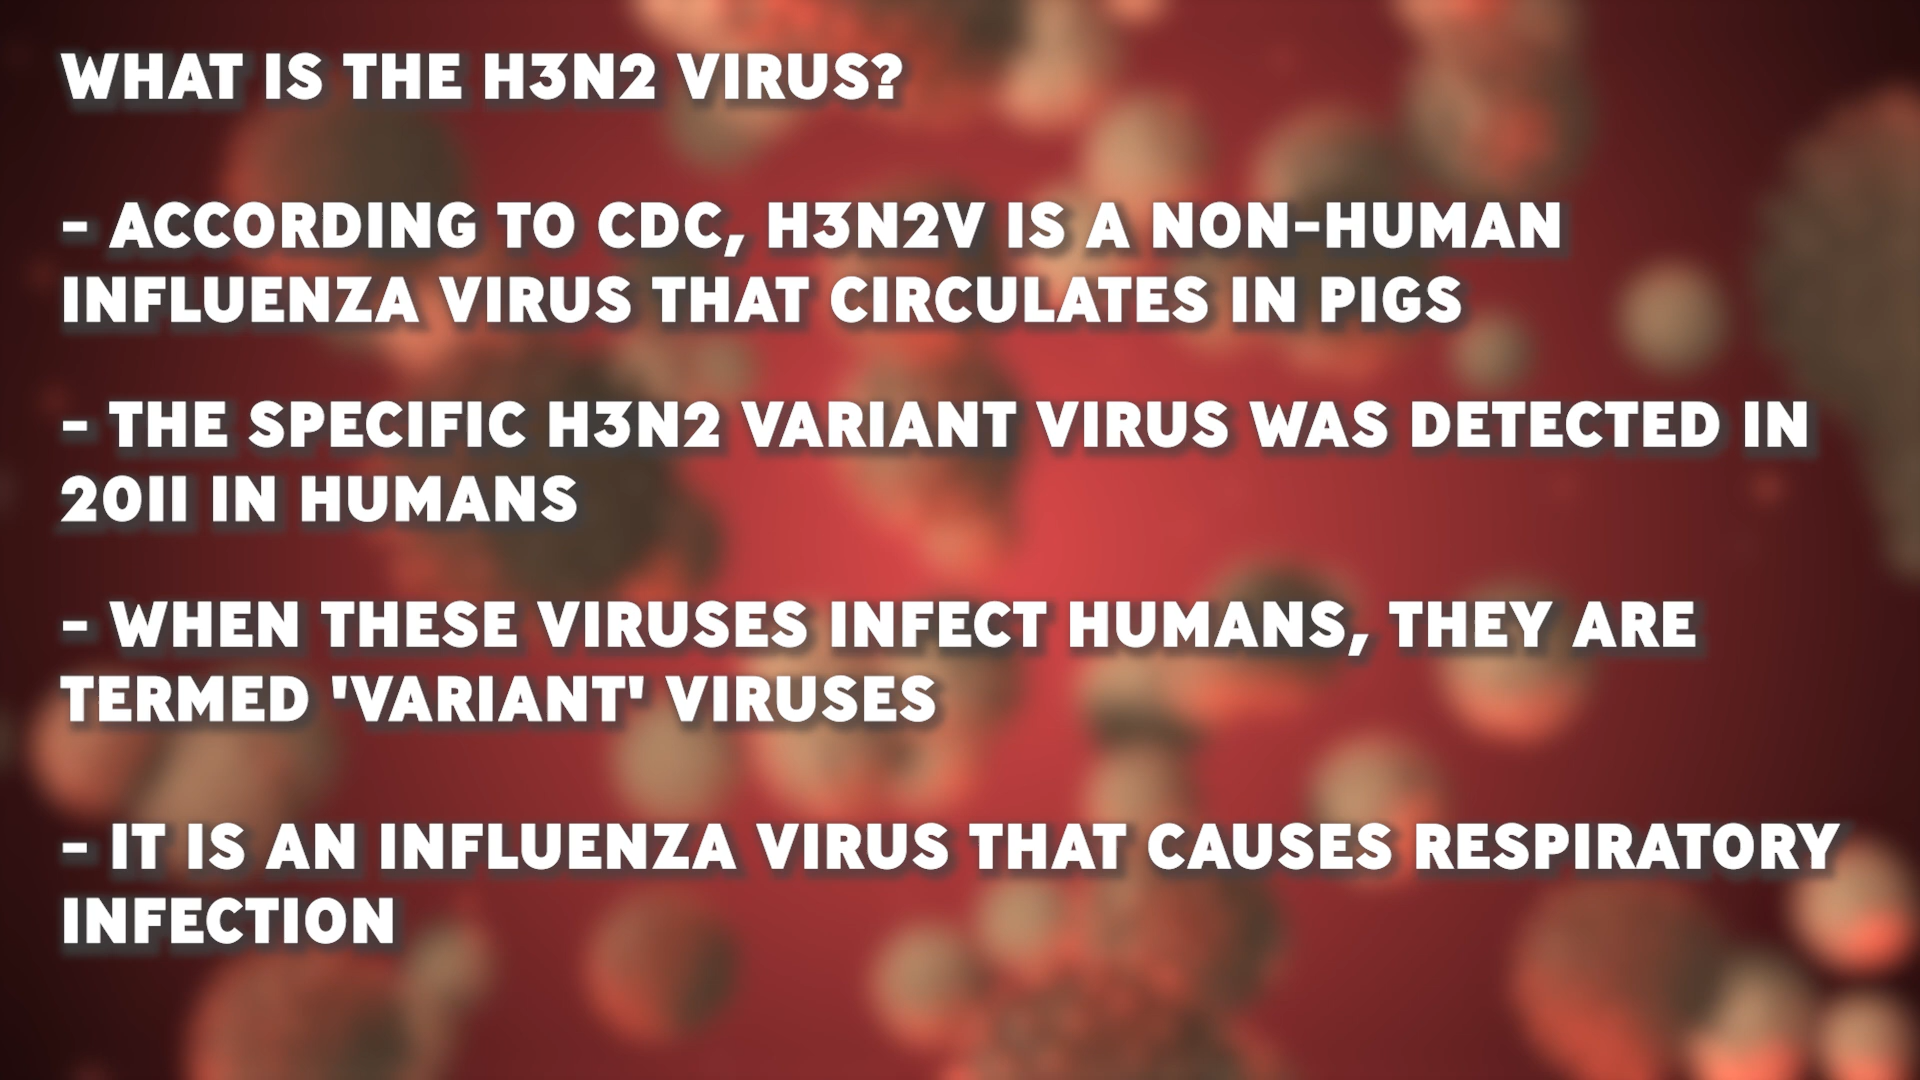 WHAT IS THE H3N2 VIRUS?
- ACCORDING TO CDC, H3N2V IS A NON-HUMAN
INFLUENZA VIRUS THAT CIRCULATES IN PIGS
- THE SPECIFIC H3N2 VARIANT VIRUS WAS DETECTED IN
2011 IN HUMANS
- WHEN THESE VIRUSES INFECT HUMANS, THEY ARE
TERMED 'VARIANT' VIRUSES
- IT IS AN INFLUENZA VIRUS THAT CAUSES RESPIRATORY
INFECTION